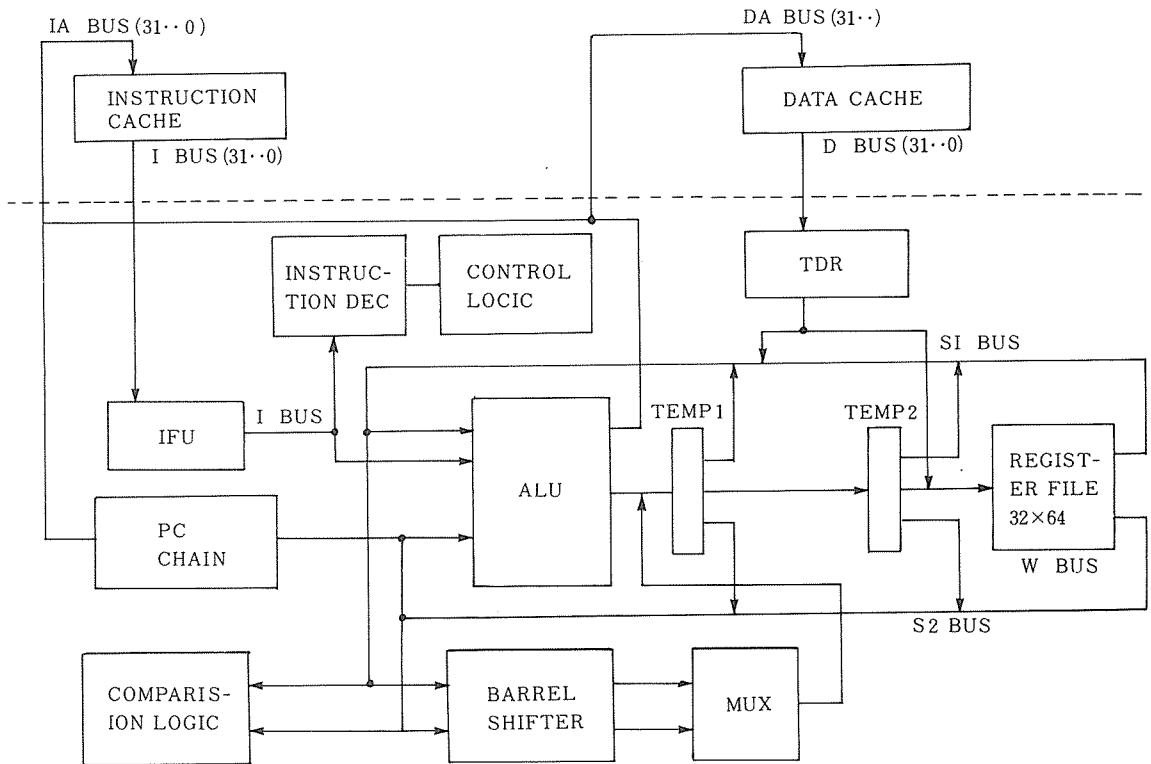 IA BUS(31··0)
DA BUS(31··)
INSTRUCTION
CACHE
DATA CACHE
I BUS(31··0)
D BUS(31··0)
INSTRUC-
TION DEC
CONTROL
LOCIC
TDR
SI BUS
IFU
I BUS
ALU
TEMP1
TEMP2
REGIST-
ER FILE
32×64
PC
CHAIN
W BUS
S2 BUS
COMPARIS-
ION LOGIC
BARREL
SHIFTER
MUX